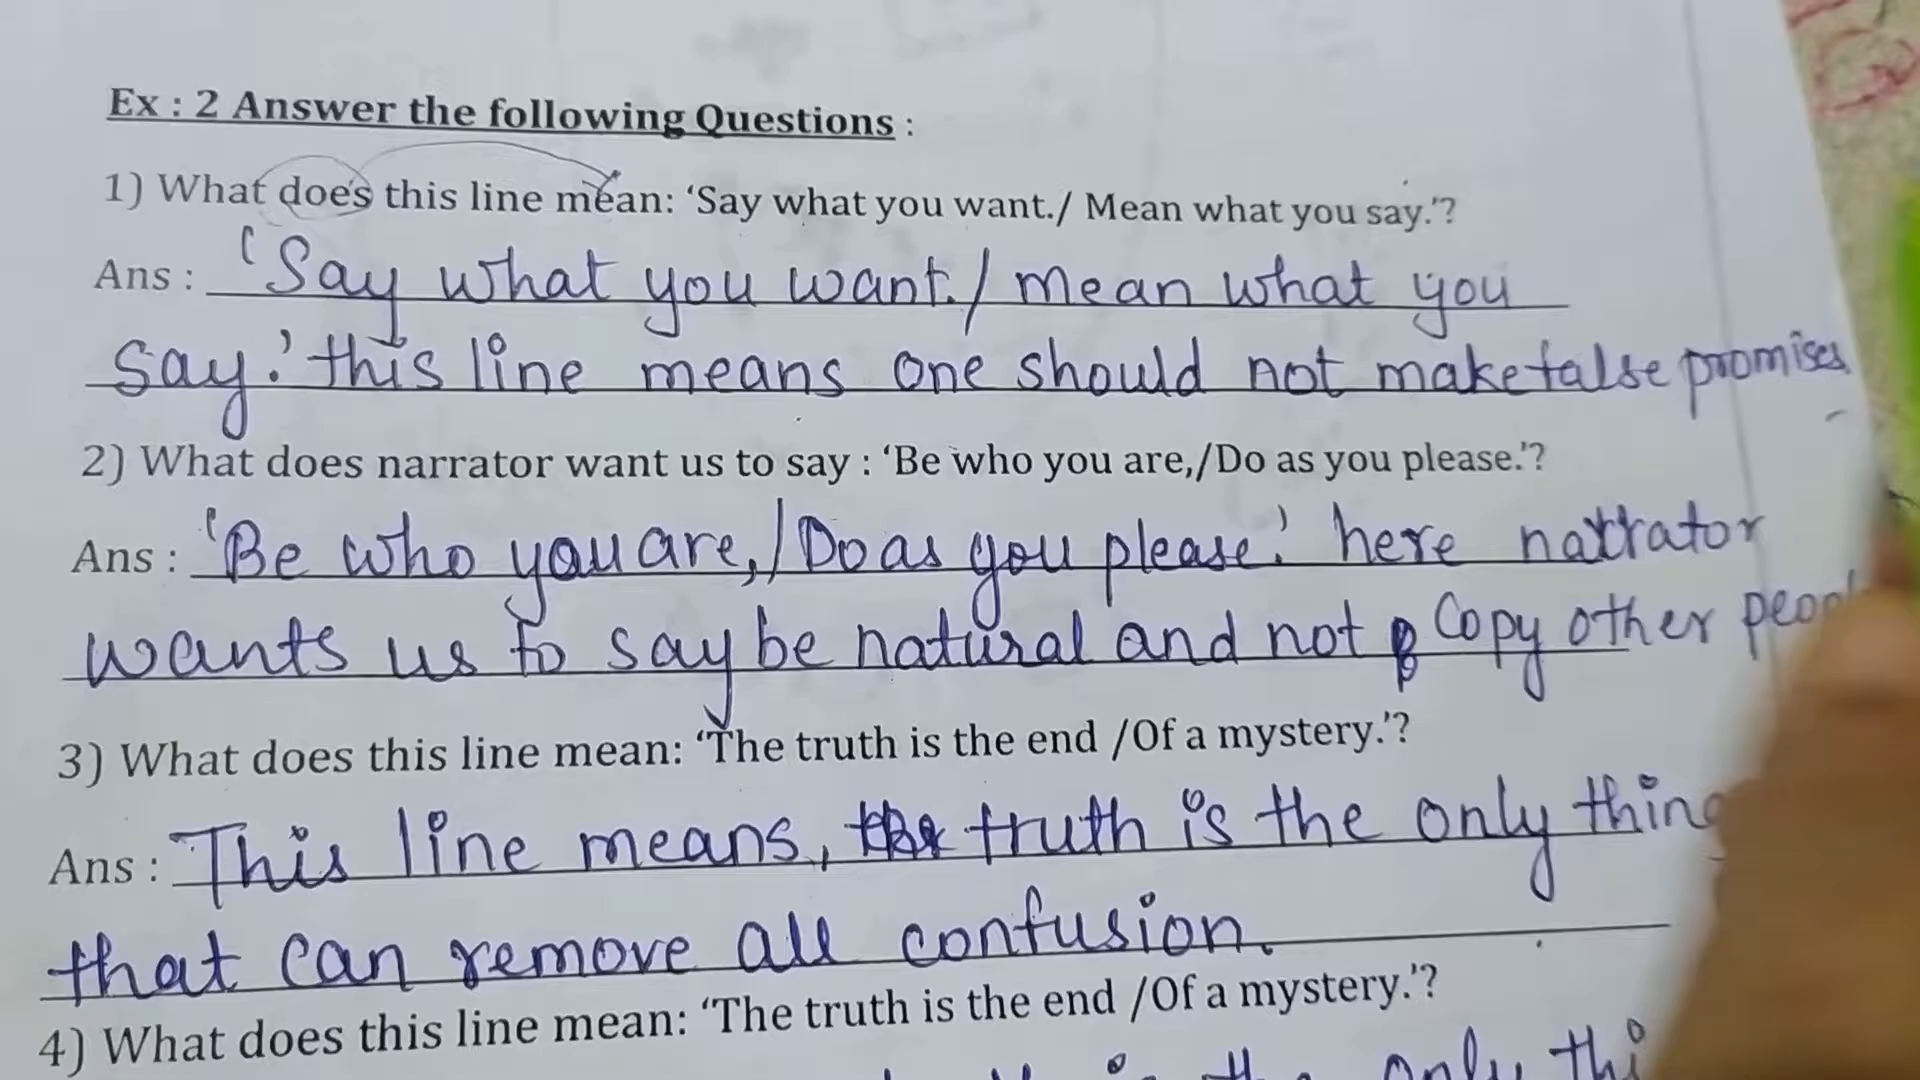 Ex : 2 Answer the following Questions :
1) What does this line mean: ‘Say what you want./ Mean what you say.’?
Ans : ‘Say what you want./ mean what you
say.’ this line means one should not make false promises
2) What does narrator want us to say : ‘Be who you are,/Do as you please.’?
Ans : ‘Be who you are,/Do as you please.’ here narrator
wants us to say be natural and not copy other
3) What does this line mean: ‘The truth is the end /Of a mystery.’?
Ans : This line means, truth is the only thing
that can remove all confusion.
4) What does this line mean: ‘The truth is the end /Of a mystery.’?
only